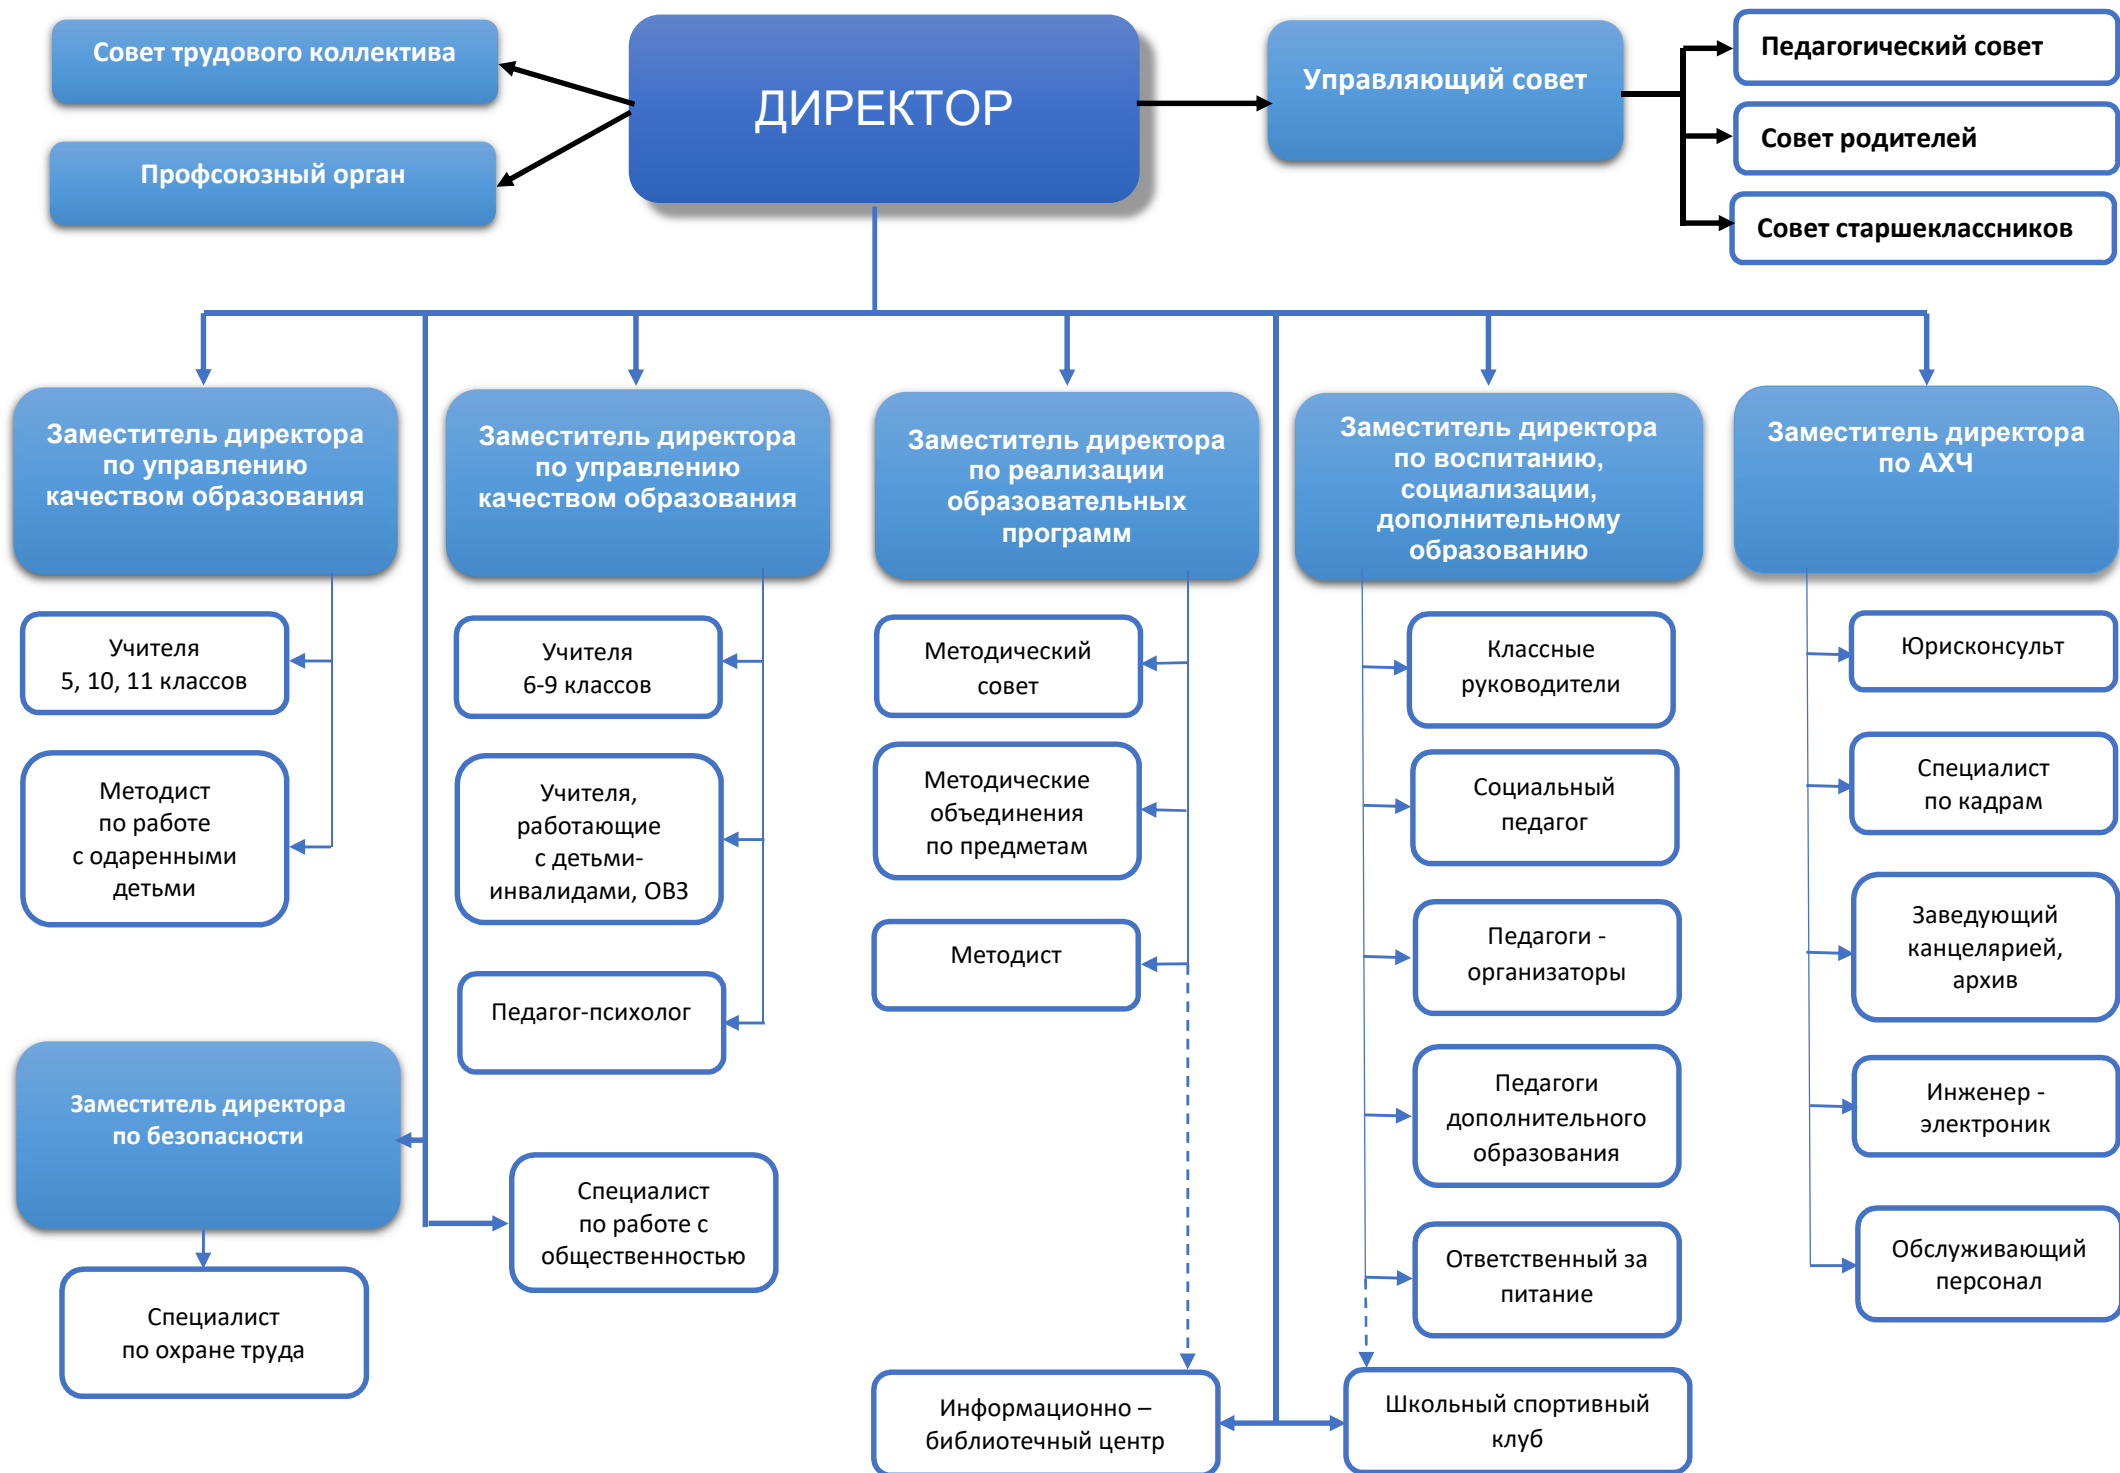 Совет трудового коллектива
Профсоюзный орган
ДИРЕКТОР
Управляющий совет
Педагогический совет
Совет родителей
Совет старшеклассников
Заместитель директора
по управлению
качеством образования
Заместитель директора
по управлению
качеством образования
Заместитель директора
по реализации
образовательных
программ
Заместитель директора
по воспитанию,
социализации,
дополнительному
образованию
Заместитель директора
по АХЧ
Учителя
5, 10, 11 классов
Методист
по работе
с одаренными
детьми
Учителя
6-9 классов
Учителя,
работающие
с детьми-
инвалидами, ОВЗ
Педагог-психолог
Методический
совет
Методические
объединения
по предметам
Методист
Классные
руководители
Социальный
педагог
Педагоги -
организаторы
Педагоги
дополнительного
образования
Ответственный за
питание
Юрисконсульт
Специалист
по кадрам
Заведующий
канцелярией,
архив
Инженер -
электроник
Обслуживающий
персонал
Заместитель директора
по безопасности
Специалист
по охране труда
Специалист
по работе с
общественностью
Информационно –
библиотечный центр
Школьный спортивный
клуб